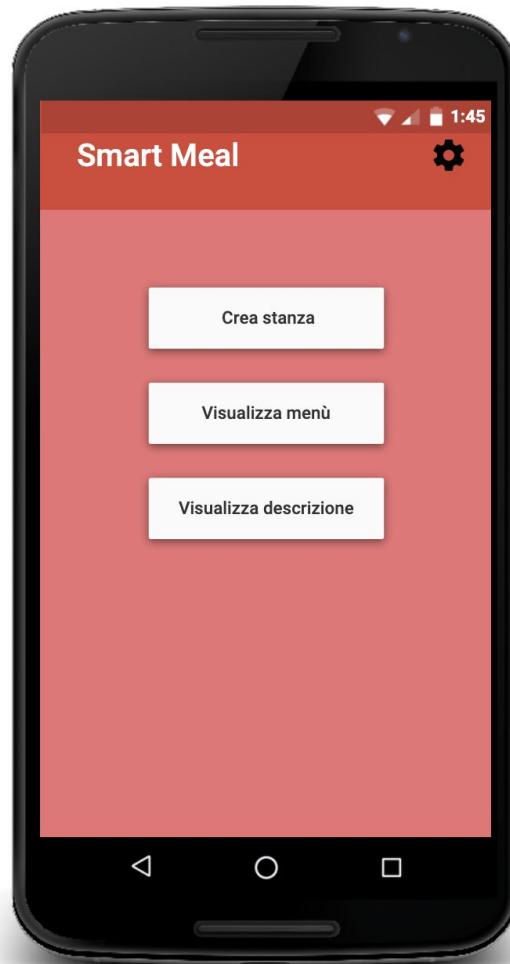 1:45
Smart Meal
Crea stanza
Visualizza menù
Visualizza descrizione